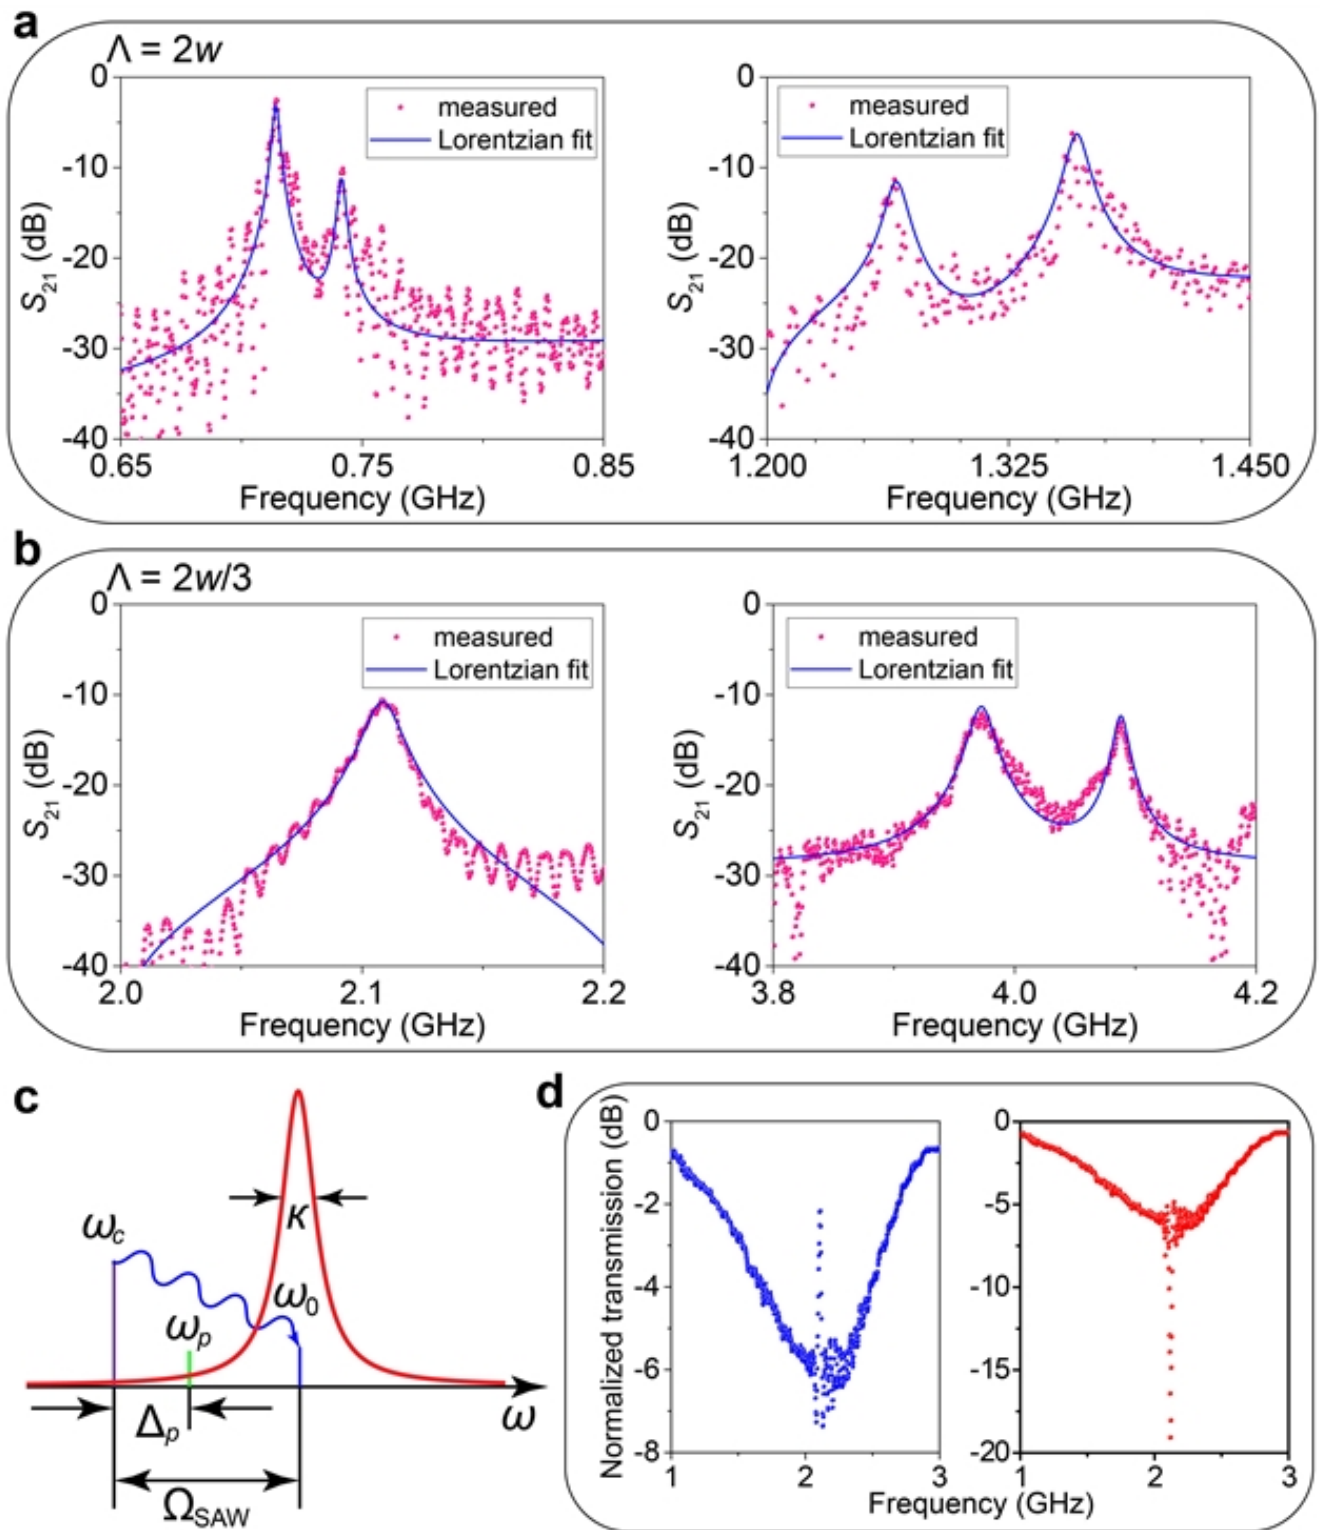 a
Λ = 2w
0
-10
-20
-30
-40
S21 (dB)
measured
Lorentzian fit
0.65
0.75
0.85
Frequency (GHz)
0
-10
-20
-30
-40
S21 (dB)
measured
Lorentzian fit
1.200
1.325
1.450
Frequency (GHz)
b
Λ = 2w/3
0
-10
-20
-30
-40
S21 (dB)
measured
Lorentzian fit
2.0
2.1
2.2
Frequency (GHz)
0
-10
-20
-30
-40
S21 (dB)
measured
Lorentzian fit
3.8
4.0
4.2
Frequency (GHz)
c
κ
ωc
ω0
ωp
ω
Δp
ΩSAW
d
Normalized transmission (dB)
0
-2
-4
-6
-8
1
2
3
0
-5
-10
-15
-20
1
2
3
Frequency (GHz)